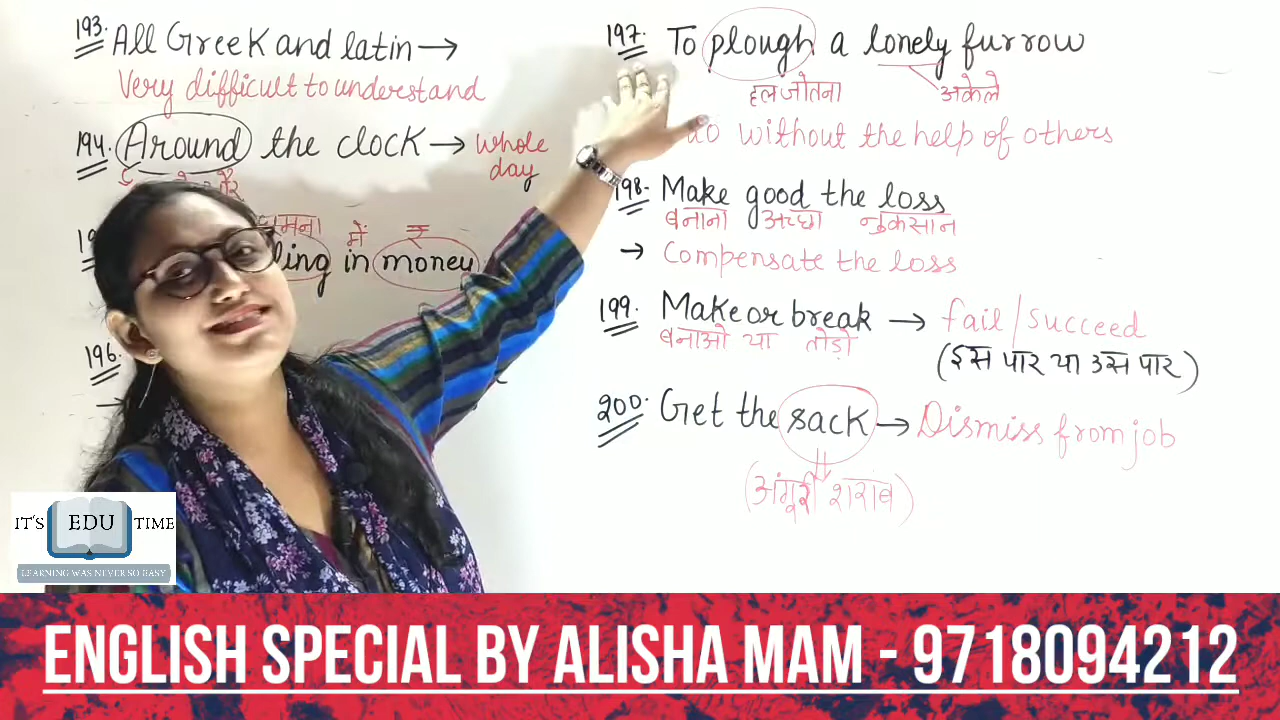 193. All Greek and latin →
Very difficult to understand
194. Around the clock → whole day
ling in money
में ₹
196.
197. To plough a lonely furrow
हल जोतना अकेले
do without the help of others
198. Make good the loss
बनाना अच्छा नुकसान
→ Compensate the loss
199. Make or break → fail/succeed
बनाओ या तोड़ो
(इस पार या उस पार)
200. Get the sack → Dismiss from job
(अंगूरी शराब)
IT'S EDU TIME
LEARNING WAS NEVER SO EASY
ENGLISH SPECIAL BY ALISHA MAM - 9718094212